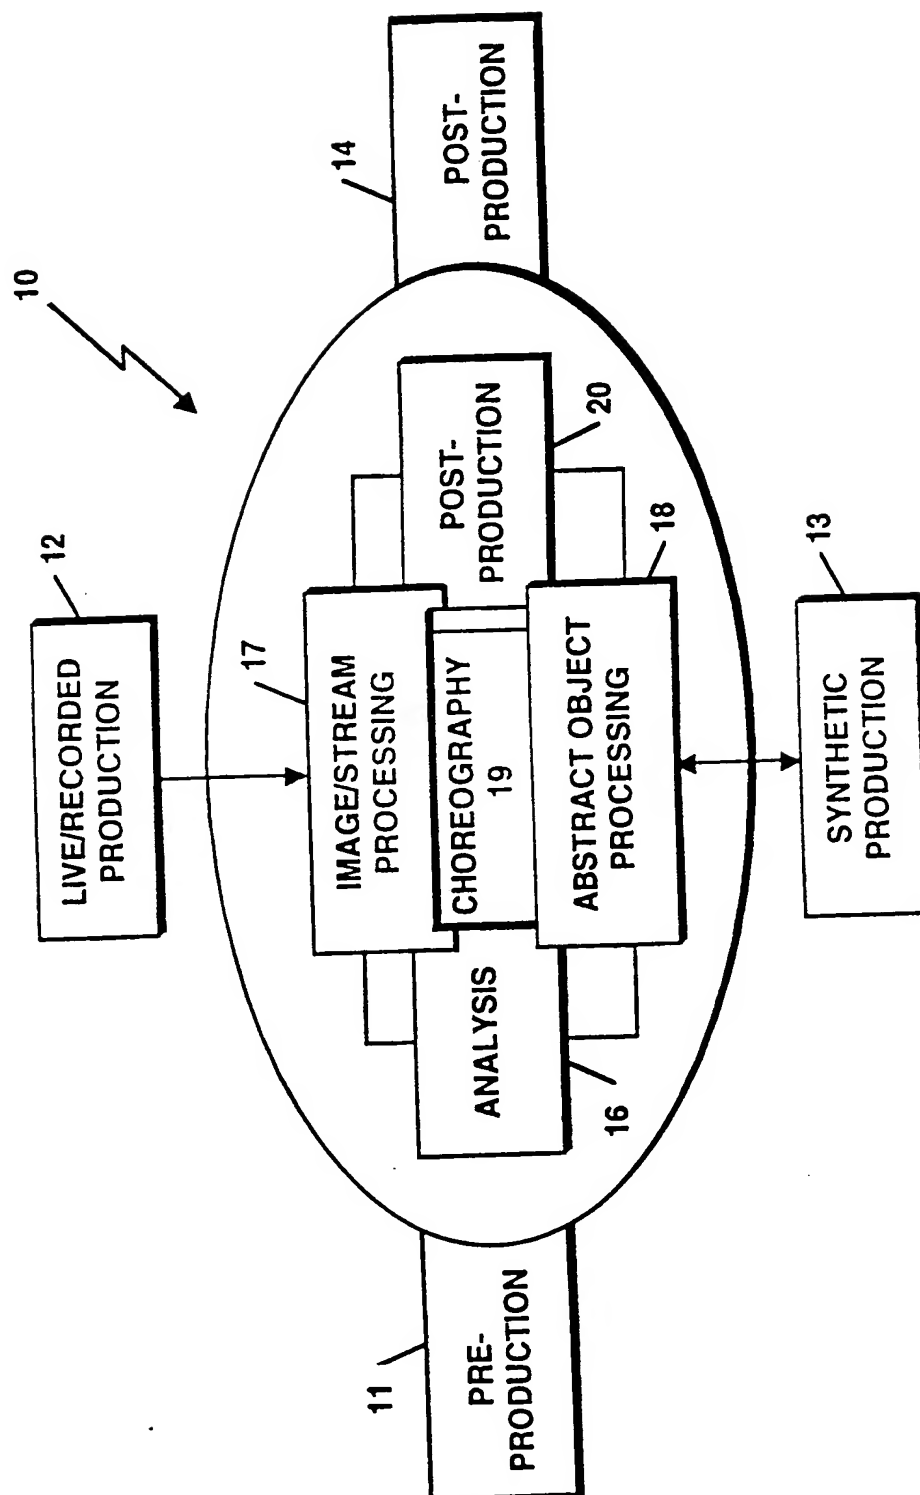 10
12
LIVE/RECORDED
PRODUCTION
14
POST-
PRODUCTION
17
IMAGE/STREAM
PROCESSING
POST-
PRODUCTION
20
CHOREOGRAPHY
19
ANALYSIS
16
ABSTRACT OBJECT
PROCESSING
18
11
PRE-
PRODUCTION
13
SYNTHETIC
PRODUCTION